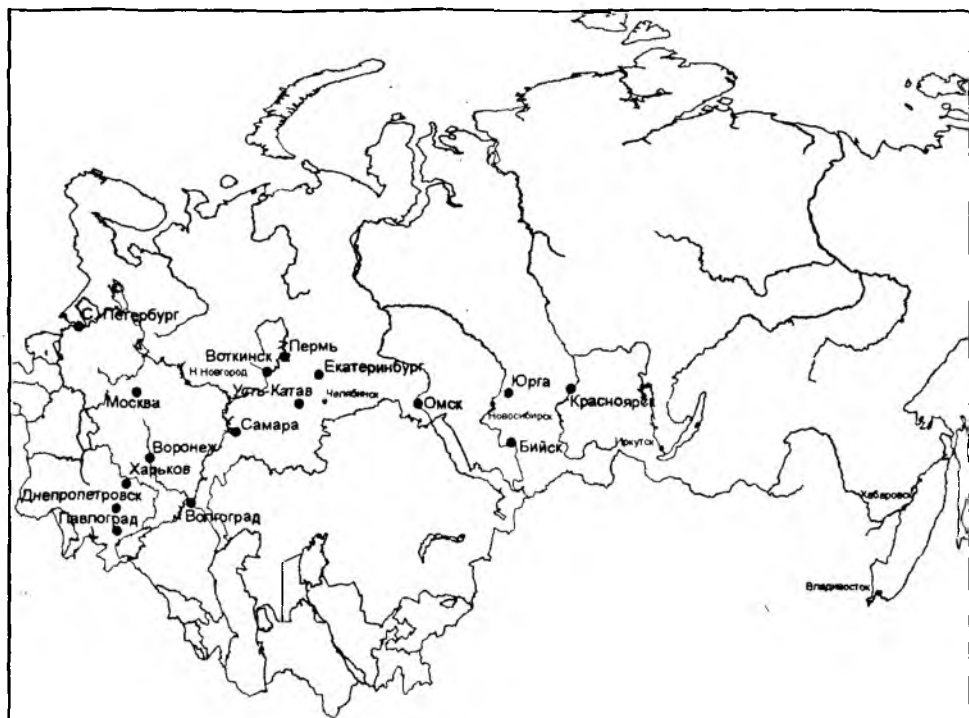 С. Петербург
Воткинск
Пермь
Н.Новгород
Екатеринбург
Москва
Усть-Катав
Челябинск
Омск
Юрга
Новосибирск
Красноярск
Самара
Бийск
Иркутск
Воронеж
Харьков
Днепропетровск
Павлоград
Волгоград
Хабаровск
Владивосток